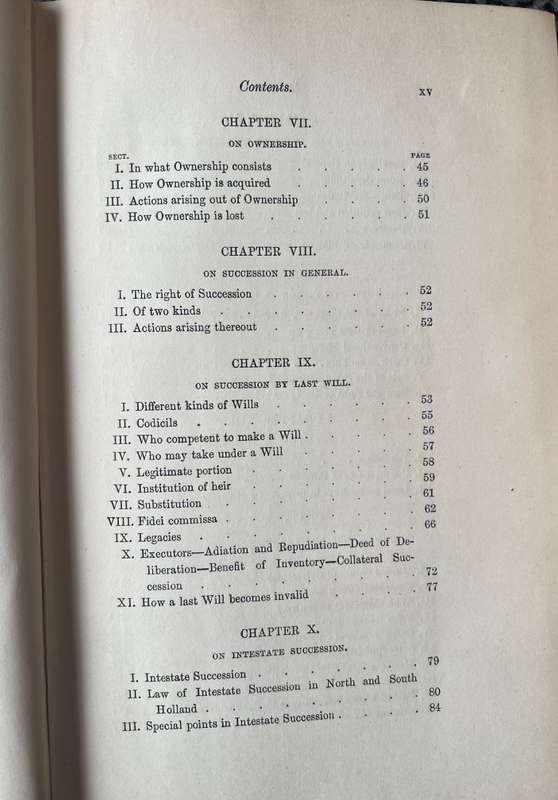 Contents. xv
CHAPTER VII.
ON OWNERSHIP.
SECT. PAGE
I. In what Ownership consists . . . . . 45
II. How Ownership is acquired . . . . . 46
III. Actions arising out of Ownership . . . . 50
IV. How Ownership is lost . . . . . . 51
CHAPTER VIII.
ON SUCCESSION IN GENERAL.
I. The right of Succession . . . . . . 52
II. Of two kinds . . . . . . . . 52
III. Actions arising thereout . . . . . . 52
CHAPTER IX.
ON SUCCESSION BY LAST WILL.
I. Different kinds of Wills . . . . . . 53
II. Codicils . . . . . . . . . 55
III. Who competent to make a Will . . . . . 56
IV. Who may take under a Will . . . . . 57
V. Legitimate portion . . . . . . . 58
VI. Institution of heir . . . . . . . 59
VII. Substitution . . . . . . . . 61
VIII. Fidei commissa . . . . . . . . 62
IX. Legacies . . . . . . . . . 66
X. Executors—Adiation and Repudiation—Deed of De-
liberation—Benefit of Inventory—Collateral Suc-
cession . . . . . . . . . 72
XI. How a last Will becomes invalid . . . . 77
CHAPTER X.
ON INTESTATE SUCCESSION.
I. Intestate Succession . . . . . . . 79
II. Law of Intestate Succession in North and South
Holland . . . . . . . . . 80
III. Special points in Intestate Succession . . . . 84